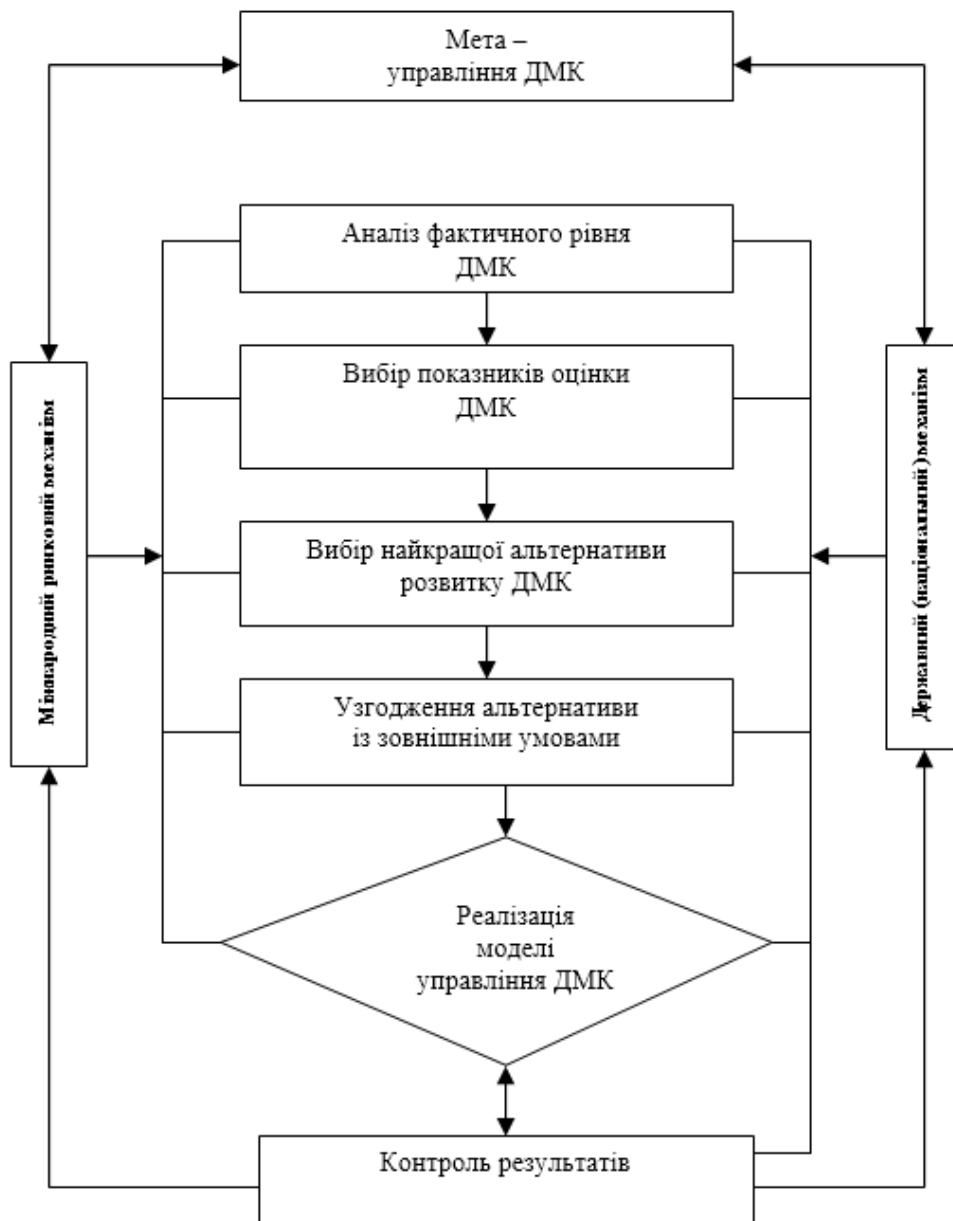 Мета –
управління ДМК
Аналіз фактичного рівня
ДМК
Вибір показників оцінки
ДМК
Міжнародний ринковий механізм
Державний (національний) механізм
Вибір найкращої альтернативи
розвитку ДМК
Узгодження альтернативи
із зовнішніми умовами
Реалізація
моделі
управління ДМК
Контроль результатів